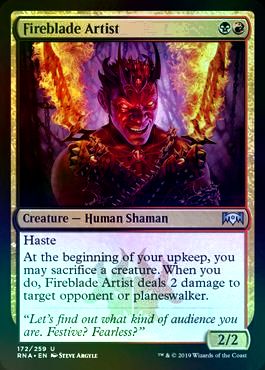 Fireblade Artist
Creature — Human Shaman
Haste
At the beginning of your upkeep, you
may sacrifice a creature. When you
do, Fireblade Artist deals 2 damage to
target opponent or planeswalker.
“Let’s find out what kind of audience you
are. Festive? Fearless?”
2/2
172/259 U
RNA • EN Steve Argyle
™ & © 2019 Wizards of the Coast